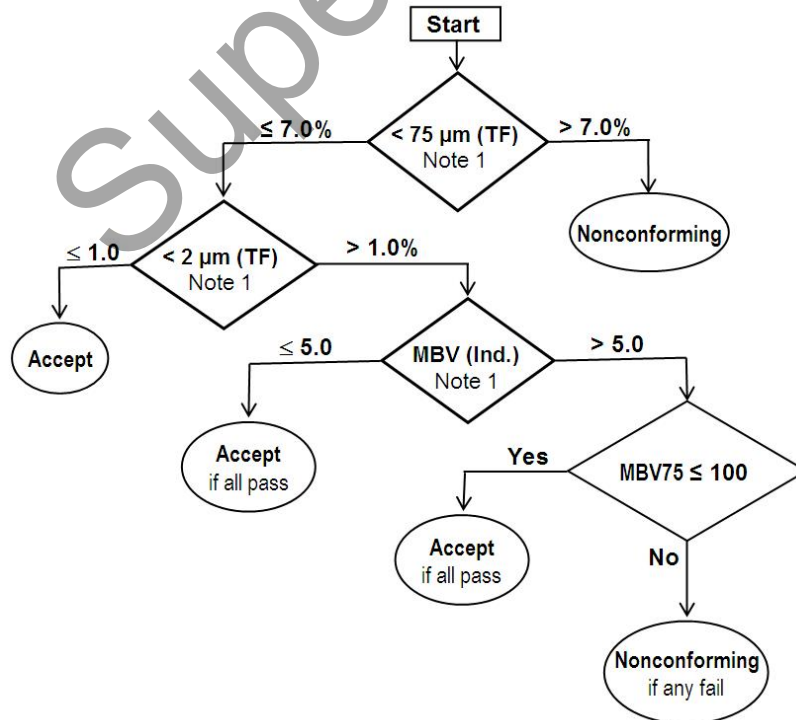 Supe
Start
≤ 7.0%
< 75 µm (TF)
Note 1
> 7.0%
Nonconforming
≤ 1.0
< 2 µm (TF)
Note 1
> 1.0%
Accept
≤ 5.0
MBV (Ind.)
Note 1
> 5.0
Accept
if all pass
Yes
MBV75 ≤ 100
Accept
if all pass
No
Nonconforming
if any fail